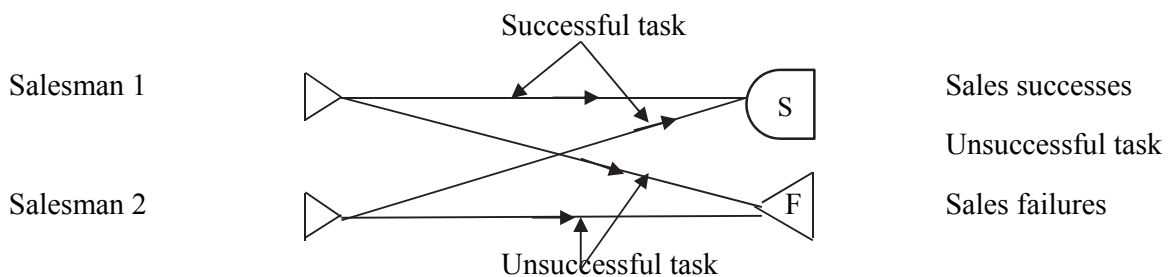 Successful task
Salesman 1 Sales successes
S
Unsuccessful task
Salesman 2 F Sales failures
Unsuccessful task